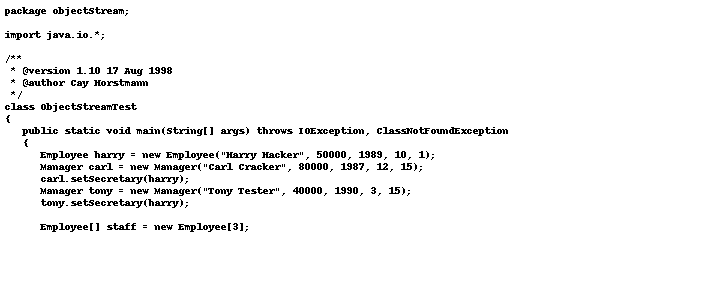 package objectStream;

import java.io.*;

/**
 * @version 1.10 17 Aug 1998
 * @author Cay Horstmann
 */
class ObjectStreamTest
{
   public static void main(String[] args) throws IOException, ClassNotFoundException
   {
      Employee harry = new Employee("Harry Hacker", 50000, 1989, 10, 1);
      Manager carl = new Manager("Carl Cracker", 80000, 1987, 12, 15);
      carl.setSecretary(harry);
      Manager tony = new Manager("Tony Tester", 40000, 1990, 3, 15);
      tony.setSecretary(harry);

      Employee[] staff = new Employee[3];